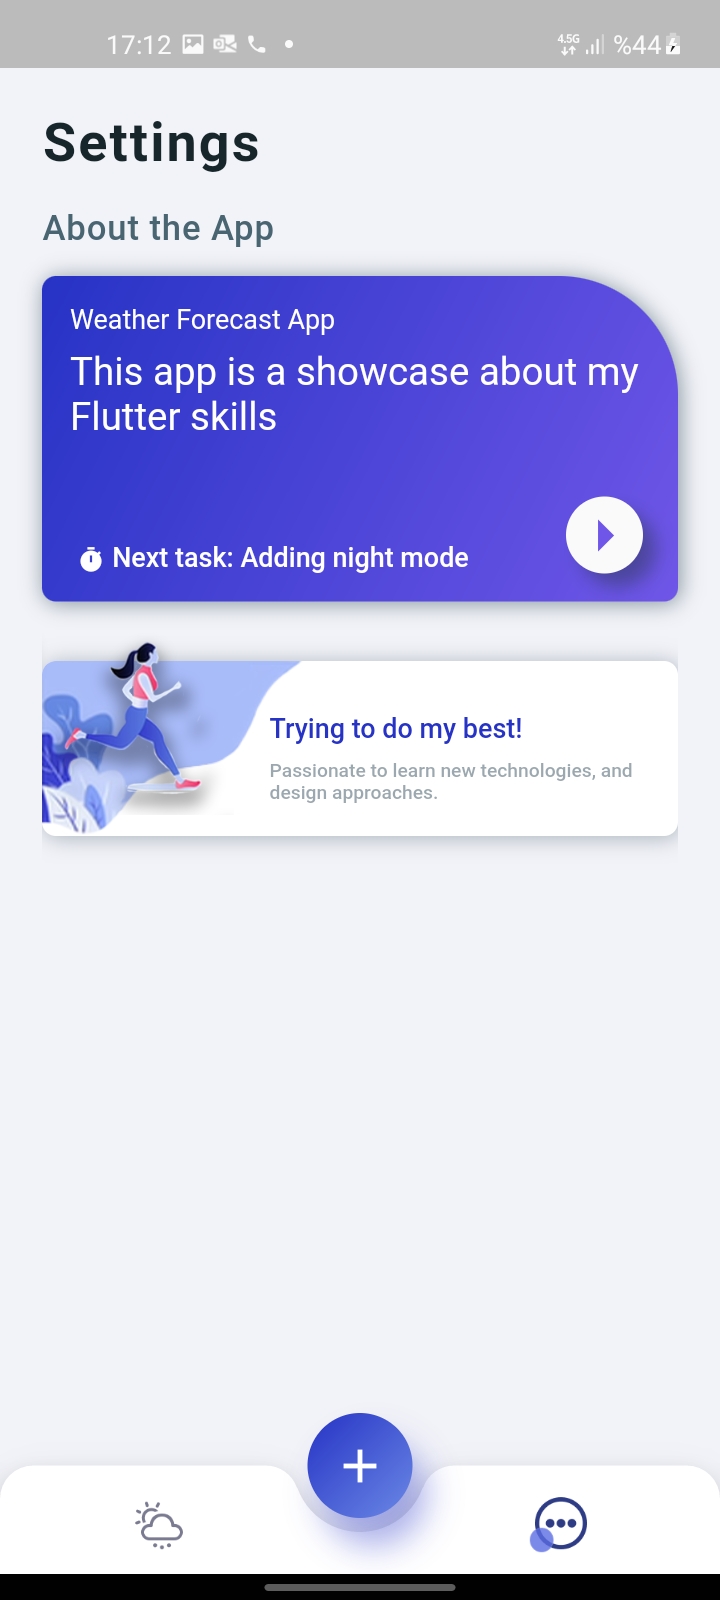 17:12 4.5G %44
Settings
About the App
Weather Forecast App
This app is a showcase about my
Flutter skills
Next task: Adding night mode
Trying to do my best!
Passionate to learn new technologies, and
design approaches.